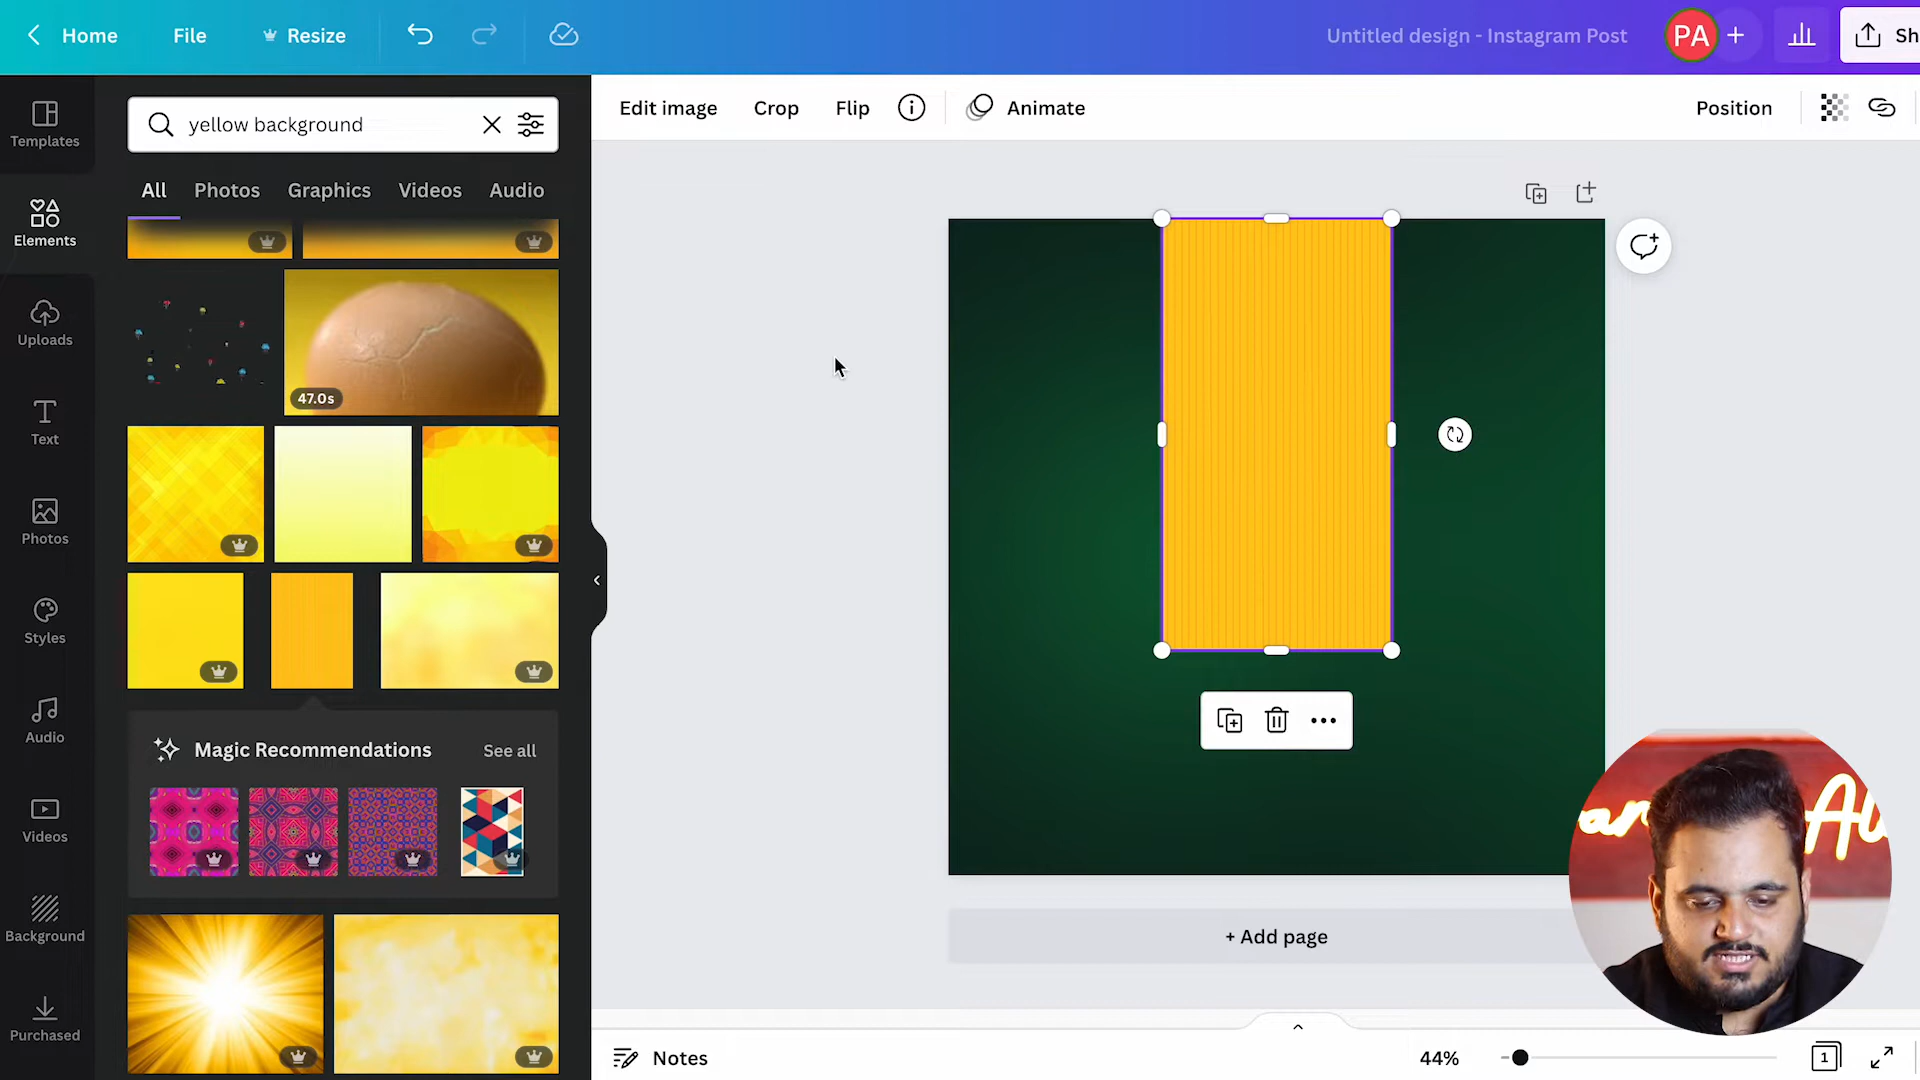 Home File Resize Untitled design - Instagram Post PA + Sh
Templates
yellow background
Edit image Crop Flip Animate Position
All Photos Graphics Videos Audio
Elements
47.0s
Uploads
Text
Photos
Styles
Magic Recommendations See all
Audio
Videos
Background
+ Add page
Purchased
Notes 44% 1